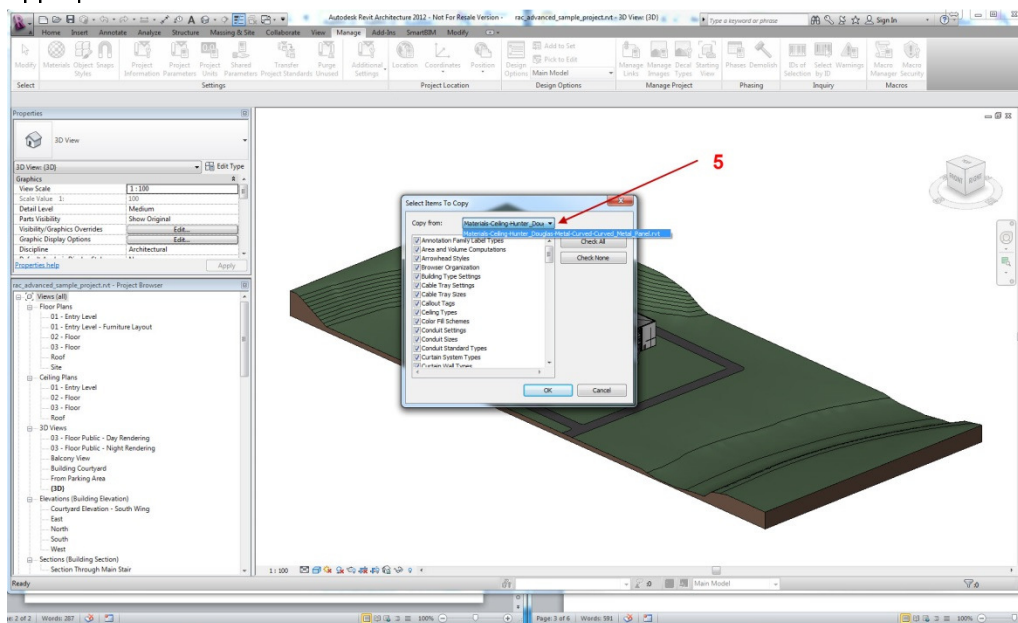 Autodesk Revit Architecture 2012 - Not For Resale Version - rac_advanced_sample_project.rvt - 3D View: {3D}
Type a keyword or phrase
Sign In
Home Insert Annotate Analyze Structure Massing & Site Collaborate View Manage Add-Ins SmartBIM Modify
Modify Materials Object Styles Snaps Project Information Project Parameters Project Units Shared Parameters Transfer Project Standards Purge Unused Additional Settings Location Coordinates Position Design Options Add to Set Pick to Edit Main Model Manage Links Manage Images Decal Types Starting View Phases Demolish IDs of Selection Select by ID Warnings Macro Manager Macro Security
Select Settings Project Location Design Options Manage Project Phasing Inquiry Macros
Properties
3D View
3D View: {3D} Edit Type
Graphics
View Scale 1 : 100
Scale Value 1: 100
Detail Level Medium
Parts Visibility Show Original
Visibility/Graphics Overrides Edit...
Graphic Display Options Edit...
Discipline Architectural
Properties help Apply
rac_advanced_sample_project.rvt - Project Browser
Views (all)
Floor Plans
01 - Entry Level
01 - Entry Level - Furniture Layout
02 - Floor
03 - Floor
Roof
Site
Ceiling Plans
01 - Entry Level
02 - Floor
03 - Floor
Roof
3D Views
03 - Floor Public - Day Rendering
03 - Floor Public - Night Rendering
Balcony View
Building Courtyard
From Parking Area
{3D}
Elevations (Building Elevation)
Courtyard Elevation - South Wing
East
North
South
West
Sections (Building Section)
Section Through Main Stair
5
FRONT RIGHT
Select Items To Copy
Copy from: Materials-Ceiling-Hunter_Doug
Materials-Ceiling-Hunter_Douglas-Metal-Curved-Curved_Metal_Panel.rvt
Annotation Family Label Types
Area and Volume Computations
Arrowhead Styles
Browser Organization
Building Type Settings
Cable Tray Settings
Cable Tray Sizes
Callout Tags
Ceiling Types
Color Fill Schemes
Conduit Settings
Conduit Sizes
Conduit Standard Types
Curtain System Types
Curtain Wall Types
Check All
Check None
OK Cancel
1 : 100
Ready
:0 Main Model
:0
e: 2 of 2 Words: 287 100%
Page: 3 of 6 Words: 591 100%